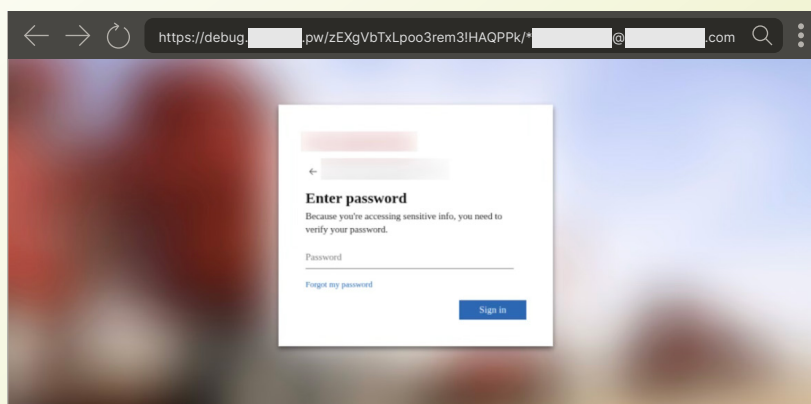 https://debug. .pw/zEXgVbTxLpoo3rem3!HAQPPk/* @ .com
Enter password
Because you're accessing sensitive info, you need to
verify your password.
Password
Forgot my password
Sign in